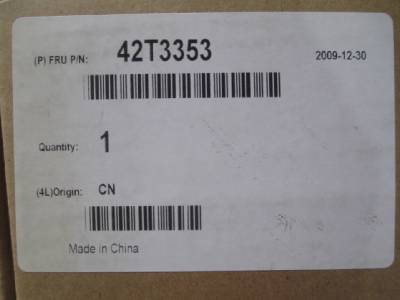 (P) FRU P/N: 42T3353 2009-12-30
Quantity: 1
(4L)Origin: CN
Made in China